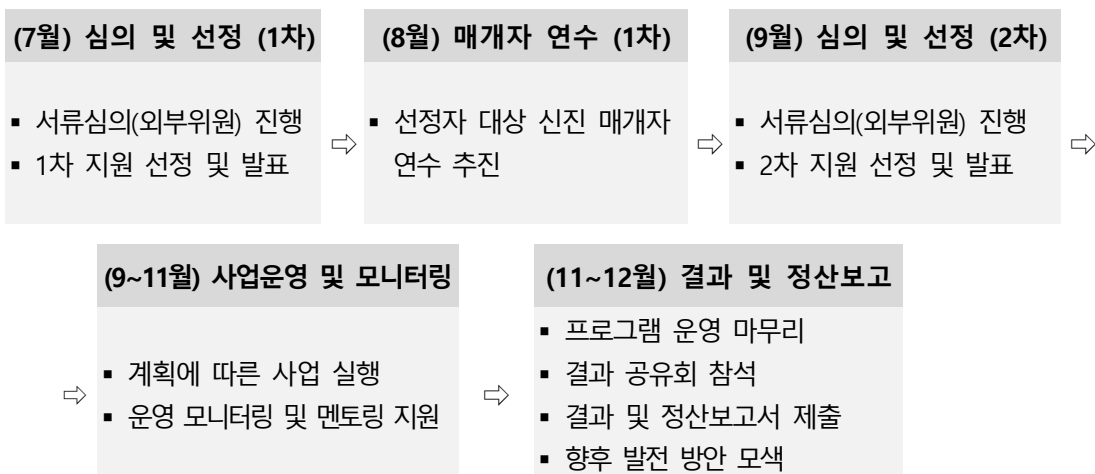 (7월) 심의 및 선정 (1차)
▪ 서류심의(외부위원) 진행
▪ 1차 지원 선정 및 발표
⇨
(8월) 매개자 연수 (1차)
▪ 선정자 대상 신진 매개자
연수 추진
⇨
(9월) 심의 및 선정 (2차)
▪ 서류심의(외부위원) 진행
▪ 2차 지원 선정 및 발표
⇨
⇨
(9~11월) 사업운영 및 모니터링
▪ 계획에 따른 사업 실행
▪ 운영 모니터링 및 멘토링 지원
⇨
(11~12월) 결과 및 정산보고
▪ 프로그램 운영 마무리
▪ 결과 공유회 참석
▪ 결과 및 정산보고서 제출
▪ 향후 발전 방안 모색